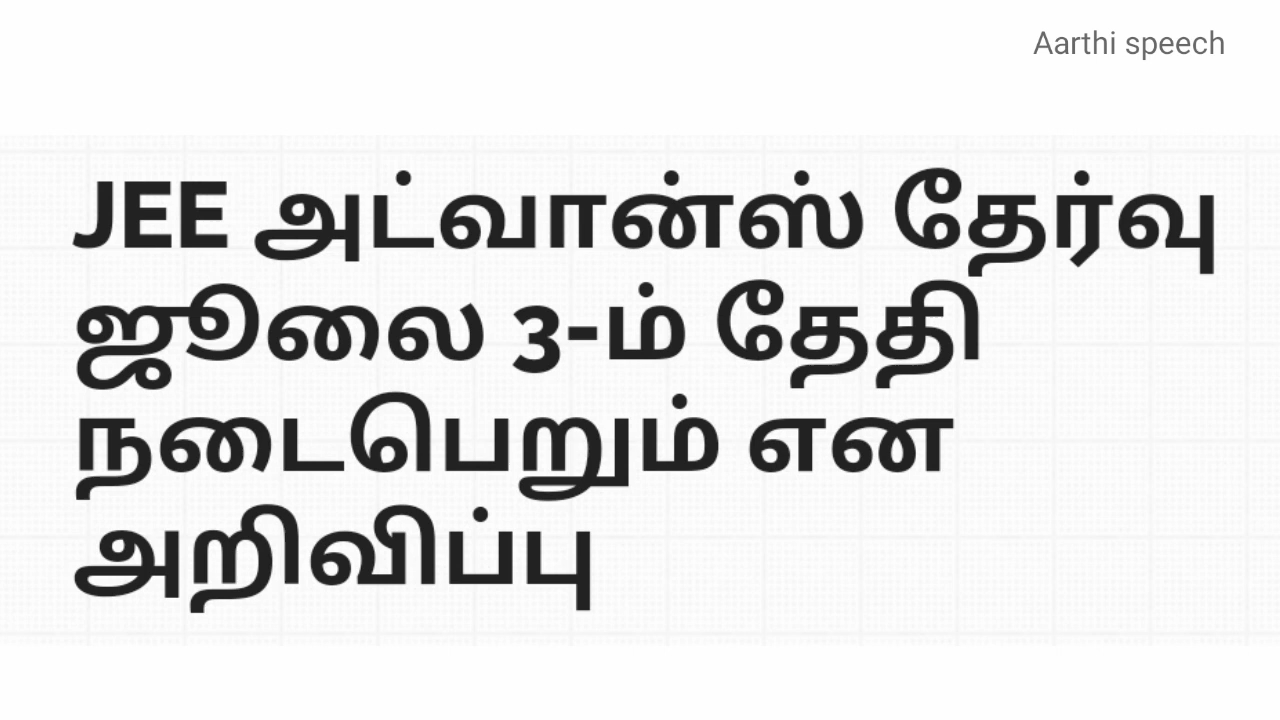 Aarthi speech
JEE அட்வான்ஸ் தேர்வு
ஜூலை 3-ம் தேதி
நடைபெறும் என
அறிவிப்பு